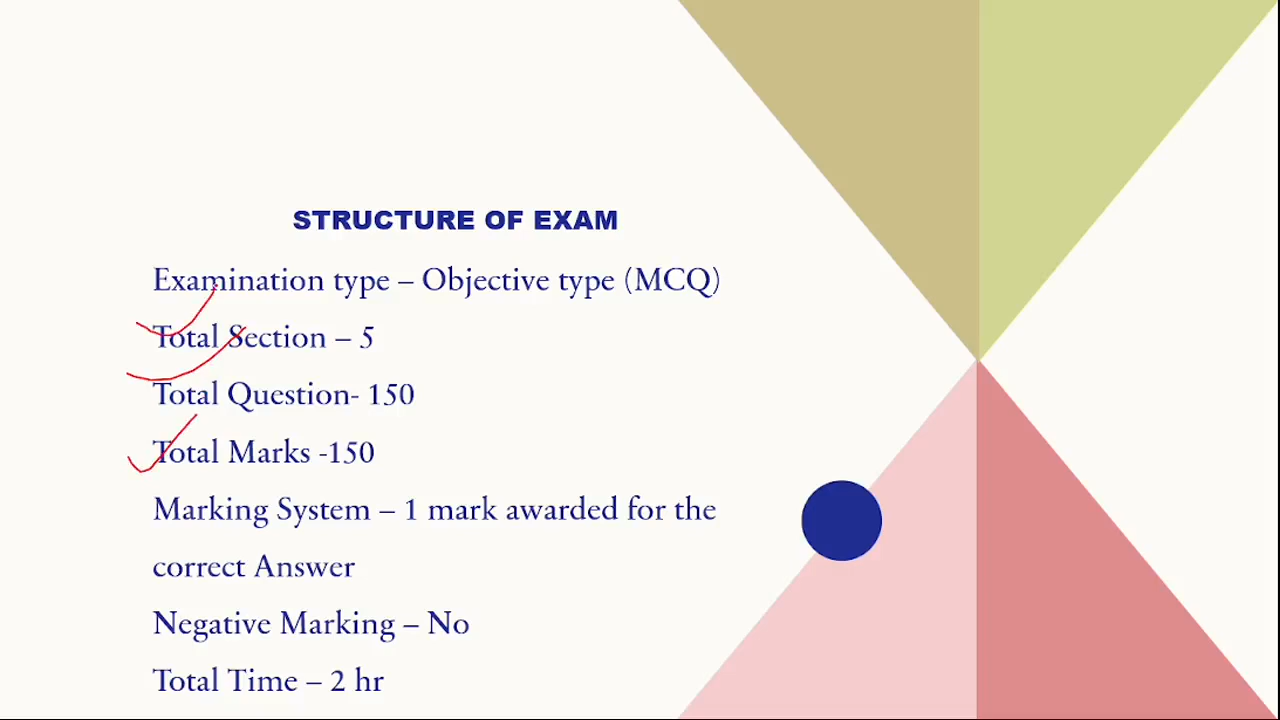 STRUCTURE OF EXAM
Examination type – Objective type (MCQ)
Total Section – 5
Total Question- 150
Total Marks -150
Marking System – 1 mark awarded for the
correct Answer
Negative Marking – No
Total Time – 2 hr